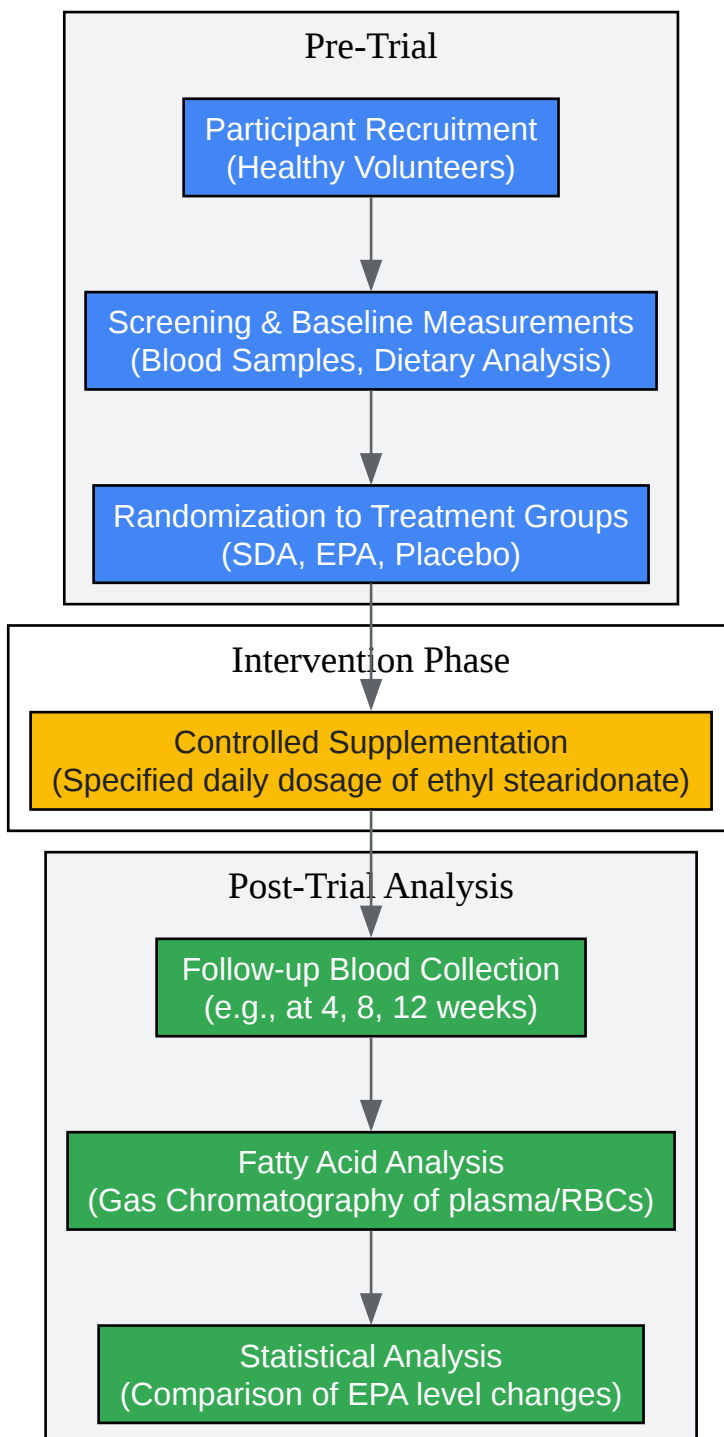 Pre-Trial
Participant Recruitment
(Healthy Volunteers)
Screening & Baseline Measurements
(Blood Samples, Dietary Analysis)
Randomization to Treatment Groups
(SDA, EPA, Placebo)
Intervention Phase
Controlled Supplementation
(Specified daily dosage of ethyl stearidonate)
Post-Trial Analysis
Follow-up Blood Collection
(e.g., at 4, 8, 12 weeks)
Fatty Acid Analysis
(Gas Chromatography of plasma/RBCs)
Statistical Analysis
(Comparison of EPA level changes)